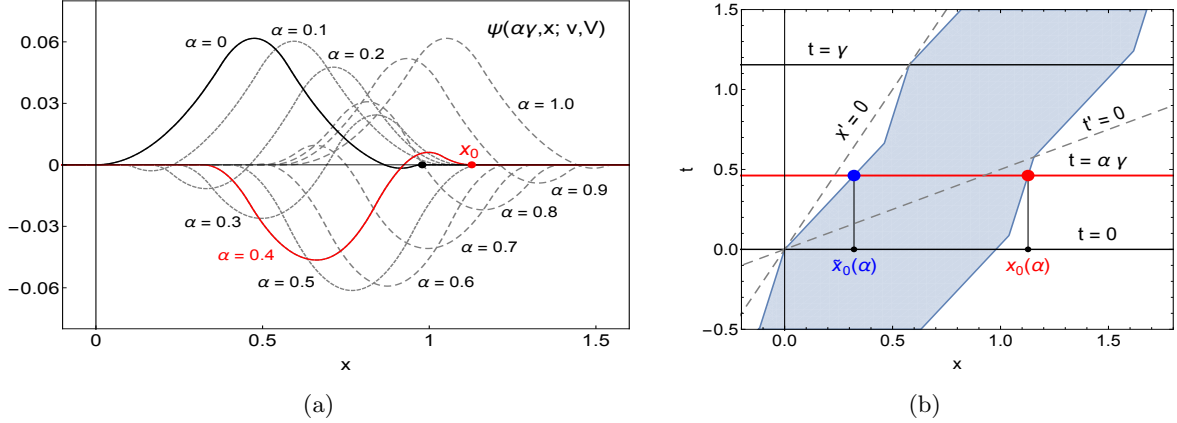 ψ(αγ,x; v,V)
0.06
0.03
0
−0.03
−0.06
α = 0
α = 0.1
α = 0.2
α = 1.0
x₀
α = 0.3
α = 0.4
α = 0.5
α = 0.6
α = 0.7
α = 0.8
α = 0.9
0
0.5
1
1.5
x
(a)
1.5
1.0
0.5
0.0
−0.5
t
t = γ
x' = 0
t' = 0
t = α γ
t = 0
x̃₀(α)
x₀(α)
0.0
0.5
1.0
1.5
x
(b)